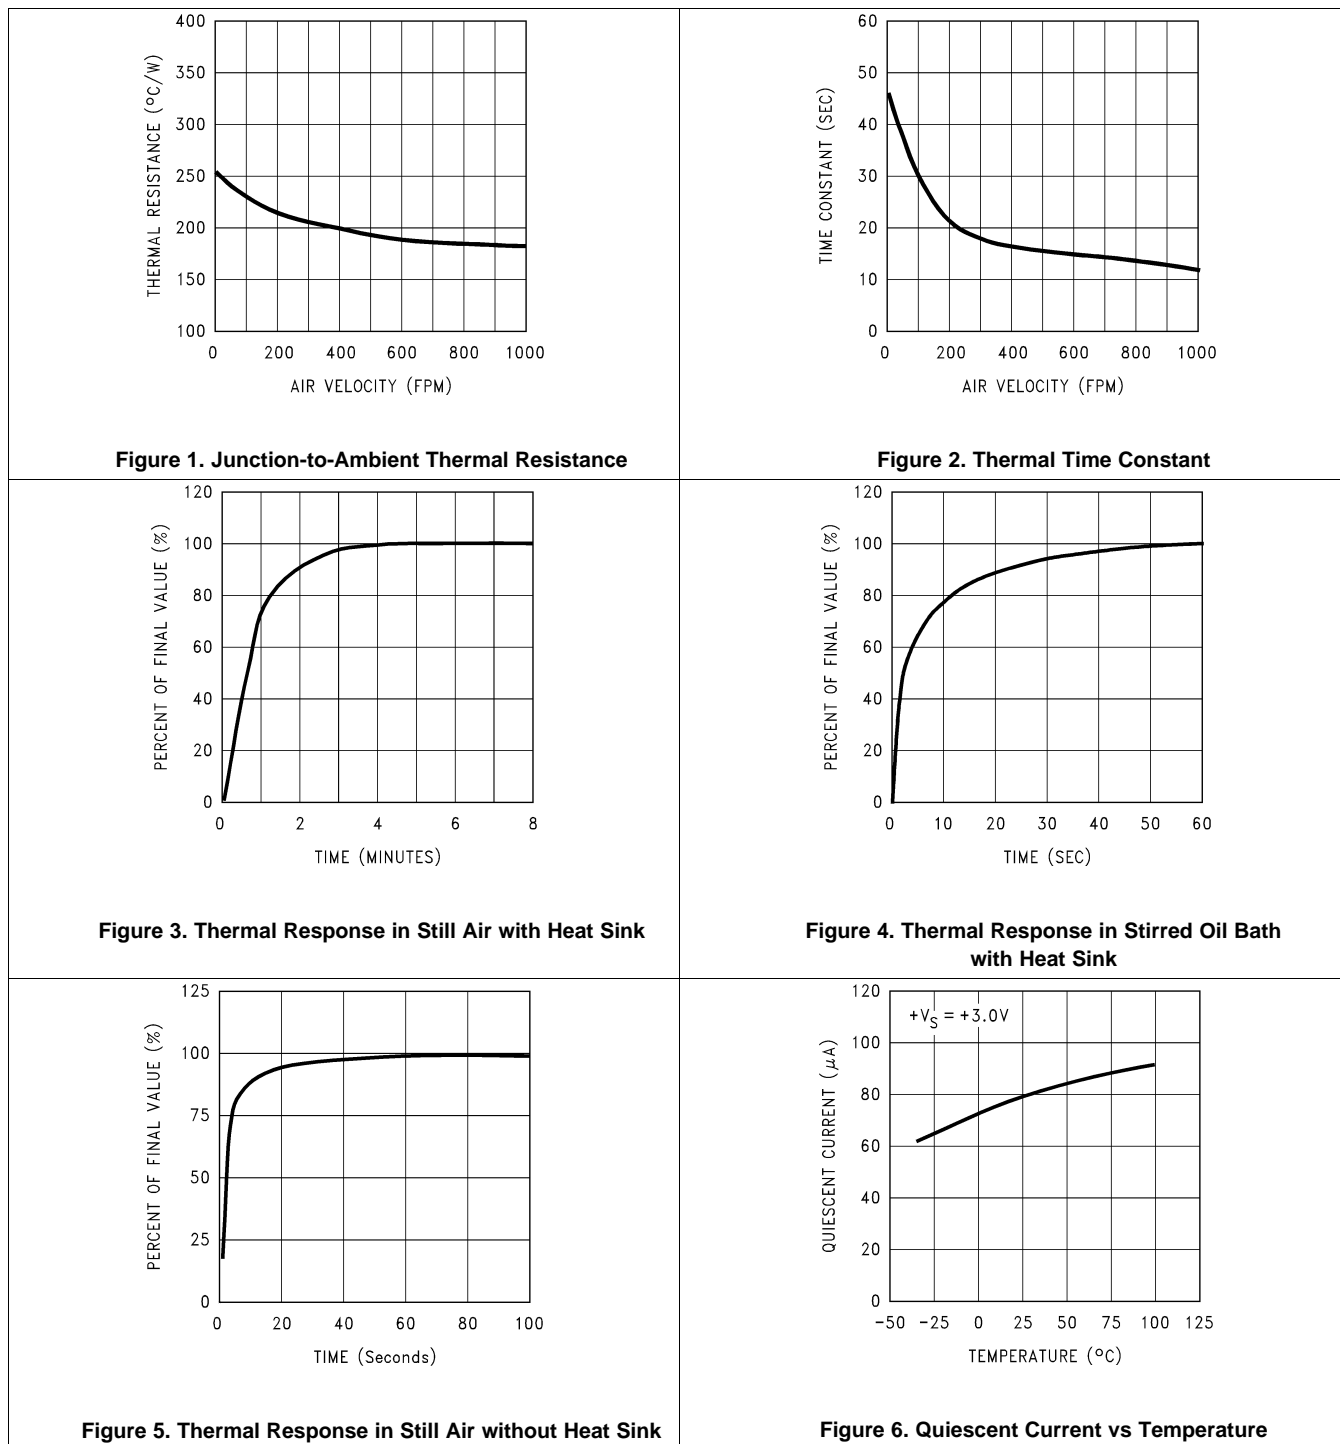 400
350
300
250
200
150
100
THERMAL RESISTANCE (°C/W)
0 200 400 600 800 1000
AIR VELOCITY (FPM)
Figure 1. Junction-to-Ambient Thermal Resistance
60
50
40
30
20
10
0
TIME CONSTANT (SEC)
0 200 400 600 800 1000
AIR VELOCITY (FPM)
Figure 2. Thermal Time Constant
120
100
80
60
40
20
0
PERCENT OF FINAL VALUE (%)
0 2 4 6 8
TIME (MINUTES)
Figure 3. Thermal Response in Still Air with Heat Sink
120
100
80
60
40
20
0
PERCENT OF FINAL VALUE (%)
0 10 20 30 40 50 60
TIME (SEC)
Figure 4. Thermal Response in Stirred Oil Bath
with Heat Sink
125
100
75
50
25
0
PERCENT OF FINAL VALUE (%)
0 20 40 60 80 100
TIME (Seconds)
Figure 5. Thermal Response in Still Air without Heat Sink
120
100
80
60
40
20
0
QUIESCENT CURRENT (μA)
+VS = +3.0V
−50 −25 0 25 50 75 100 125
TEMPERATURE (°C)
Figure 6. Quiescent Current vs Temperature